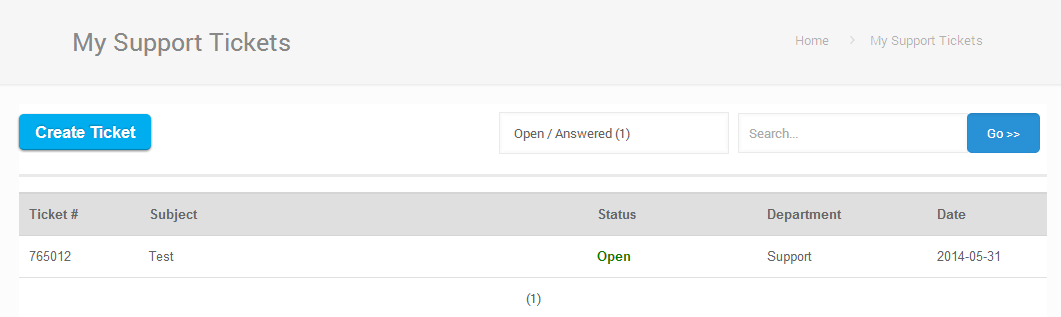 My Support Tickets
Home > My Support Tickets
Create Ticket
Open / Answered (1)
Search...
Go >>
Ticket # Subject Status Department Date
765012 Test Open Support 2014-05-31
(1)